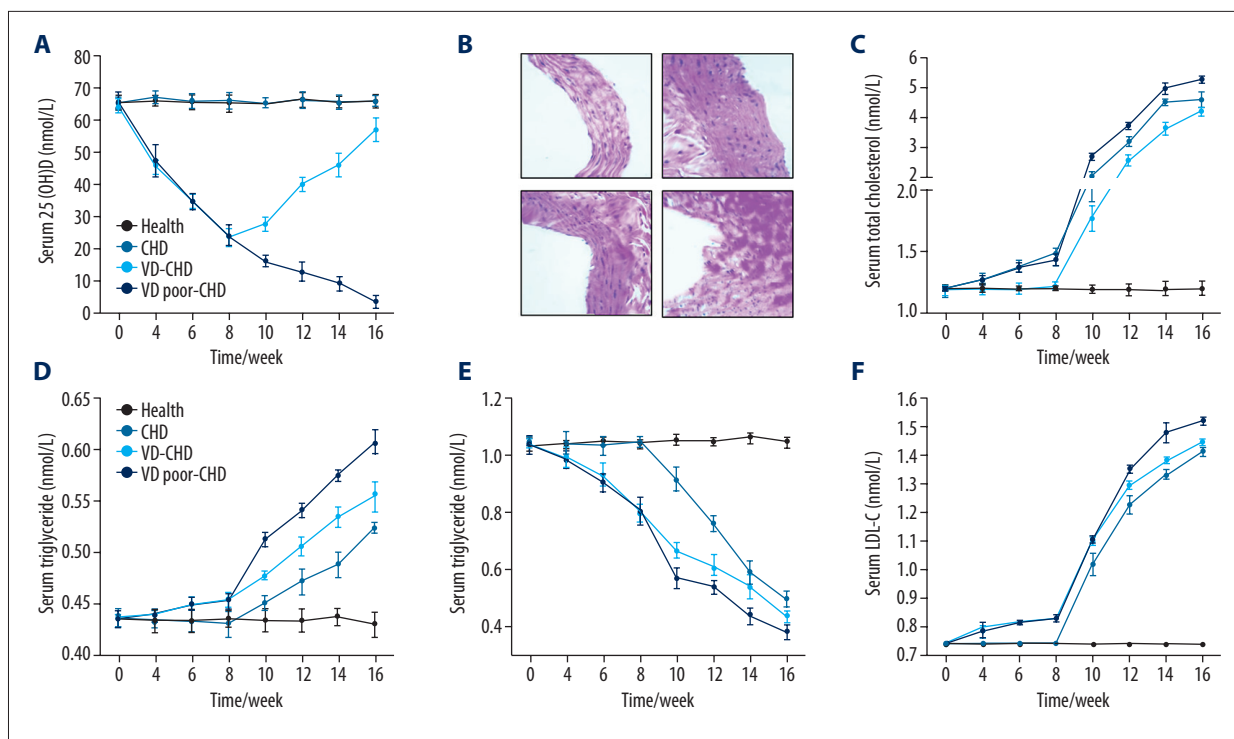 A
Serum 25 (OH)D (nmol/L)
80
70
60
50
40
30
20
10
0
Health
CHD
VD-CHD
VD poor-CHD
0 4 6 8 10 12 14 16
Time/week
B
C
Serum total cholesterol (nmol/L)
6
5
4
3
2
2.0
1.5
1.0
0 4 6 8 10 12 14 16
Time/week
D
Serum triglyceride (nmol/L)
0.65
0.60
0.55
0.50
0.45
0.40
Health
CHD
VD-CHD
VD poor-CHD
0 4 6 8 10 12 14 16
Time/week
E
Serum triglyceride (nmol/L)
1.2
1.0
0.8
0.6
0.4
0 4 6 8 10 12 14 16
Time/week
F
Serum LDL-C (nmol/L)
1.6
1.5
1.4
1.3
1.2
1.1
1.0
0.9
0.8
0.7
0 4 6 8 10 12 14 16
Time/week